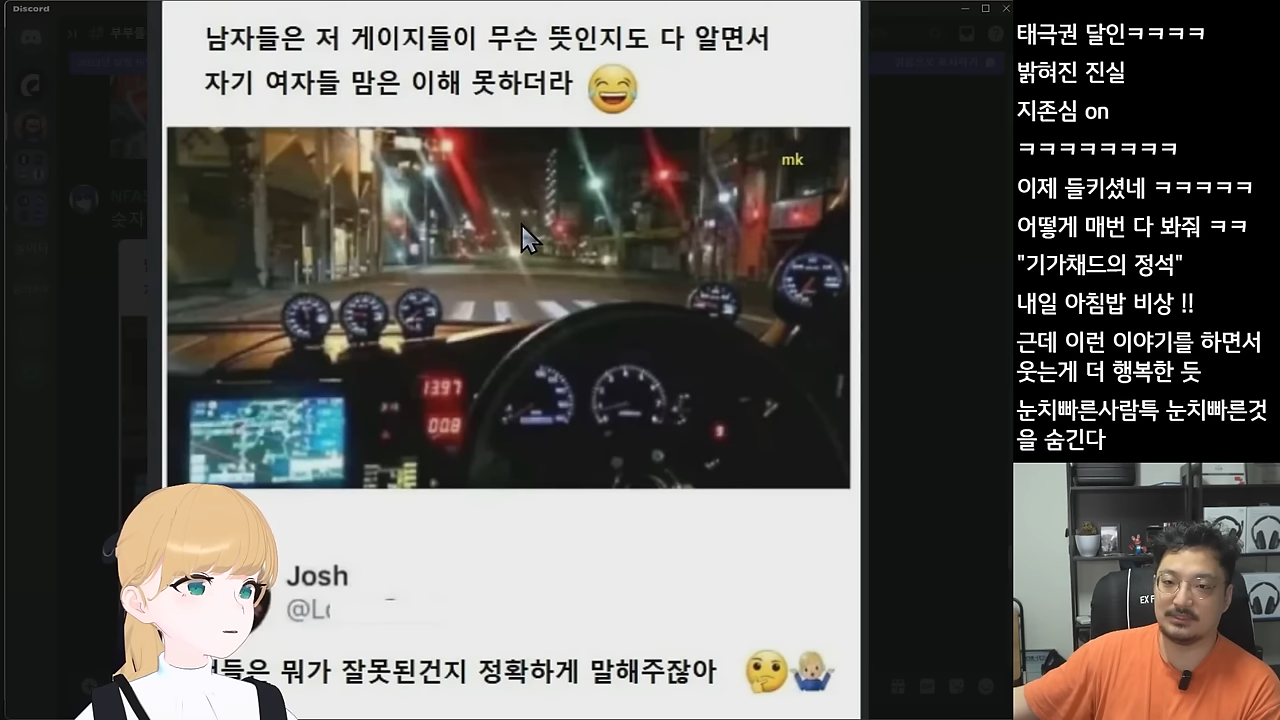 Discord
남자들은 저 게이지들이 무슨 뜻인지도 다 알면서
자기 여자들 맘은 이해 못하더라
mk
13.97
008
Josh
뭐가 잘못된건지 정확하게 말해주잖아
태극권 달인ㅋㅋㅋㅋ
밝혀진 진실
지존심 on
ㅋㅋㅋㅋㅋㅋㅋㅋ
이제 들키셨네 ㅋㅋㅋㅋㅋ
어떻게 매번 다 봐줘 ㅋㅋ
"기가채드의 정석"
내일 아침밥 비상 !!
근데 이런 이야기를 하면서
웃는게 더 행복한 듯
눈치빠른사람특 눈치빠른것
을 숨긴다